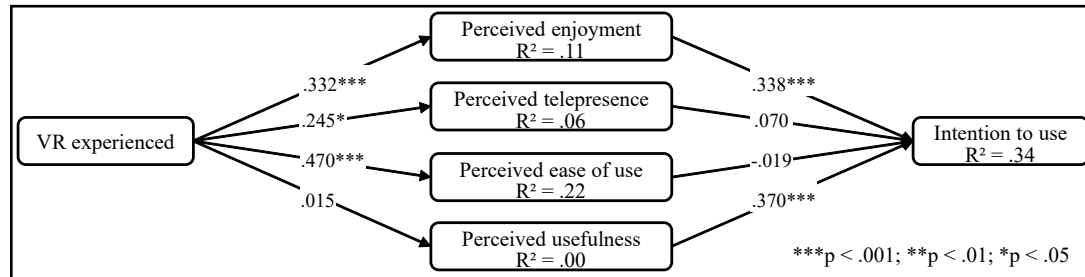 Perceived enjoyment
R² = .11
.332***
.338***
Perceived telepresence
R² = .06
.245*
.070
VR experienced
Intention to use
R² = .34
.470***
-.019
Perceived ease of use
R² = .22
.015
.370***
Perceived usefulness
R² = .00
***p < .001; **p < .01; *p < .05